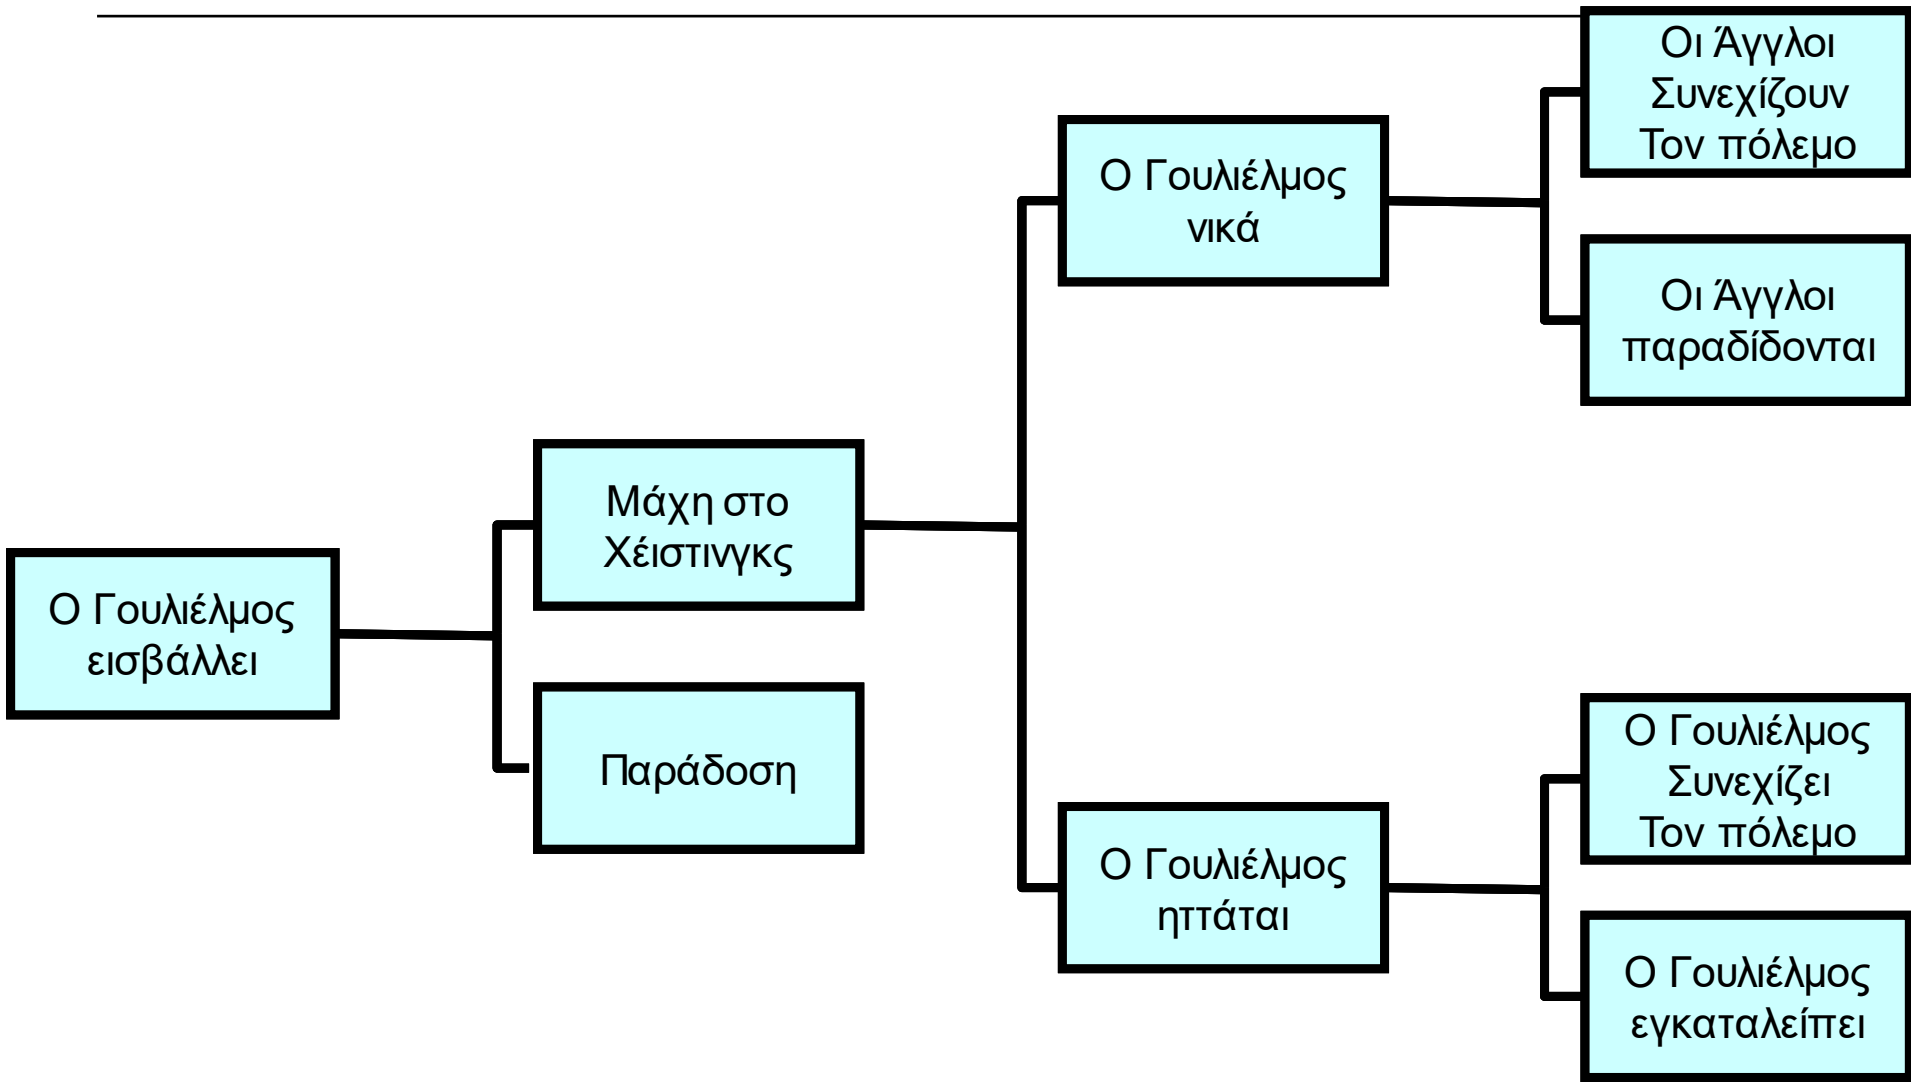 Ο Γουλιέλμος
εισβάλλει
Μάχη στο
Χέιστινγκς
Παράδοση
Ο Γουλιέλμος
νικά
Ο Γουλιέλμος
ηττάται
Οι Άγγλοι
Συνεχίζουν
Τον πόλεμο
Οι Άγγλοι
παραδίδονται
Ο Γουλιέλμος
Συνεχίζει
Τον πόλεμο
Ο Γουλιέλμος
εγκαταλείπει